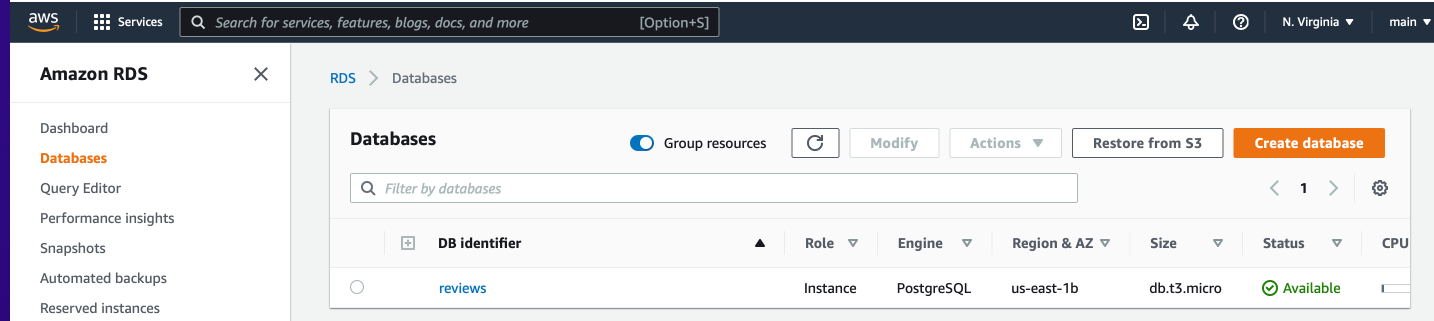 aws Services Search for services, features, blogs, docs, and more [Option+S] N. Virginia main
Amazon RDS
Dashboard
Databases
Query Editor
Performance insights
Snapshots
Automated backups
Reserved instances
RDS Databases
Databases Group resources Modify Actions Restore from S3 Create database
Filter by databases 1
DB identifier Role Engine Region & AZ Size Status CPU
reviews Instance PostgreSQL us-east-1b db.t3.micro Available